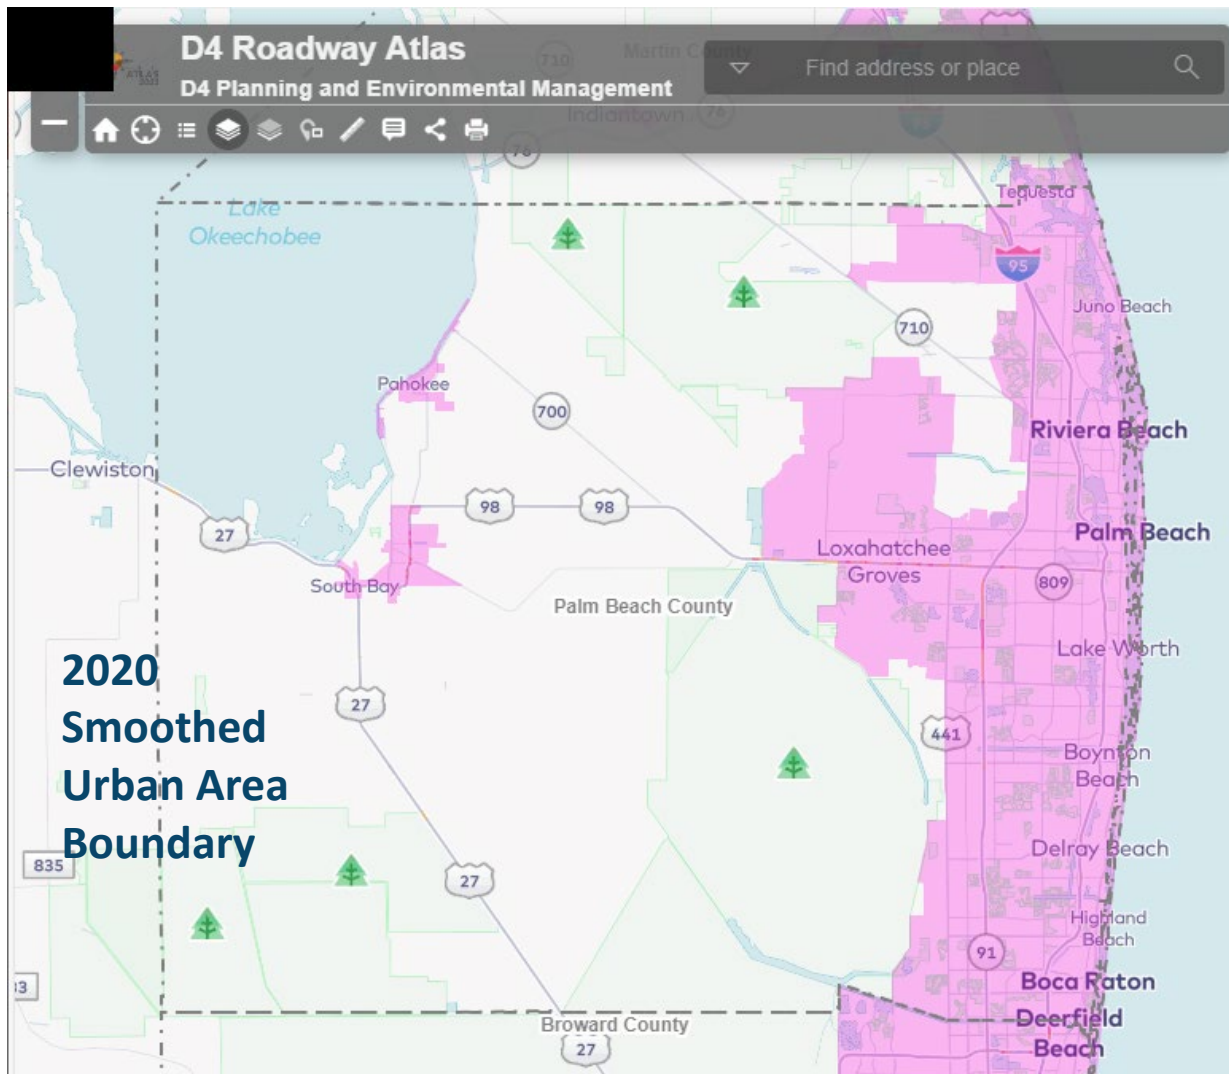 D4 Roadway Atlas
D4 Planning and Environmental Management
Find address or place
Martin County
710
Indiantown
76
76
Tequesta
Lake
Okeechobee
95
Juno Beach
710
Pahokee
700
Riviera Beach
Clewiston
98
98
27
Palm Beach
Loxahatchee
Groves
809
South Bay
Palm Beach County
Lake Worth
2020
Smoothed
Urban Area
Boundary
27
441
Boynton
Beach
835
27
Delray Beach
Highland
Beach
91
Boca Raton
Broward County
Deerfield
Beach
27